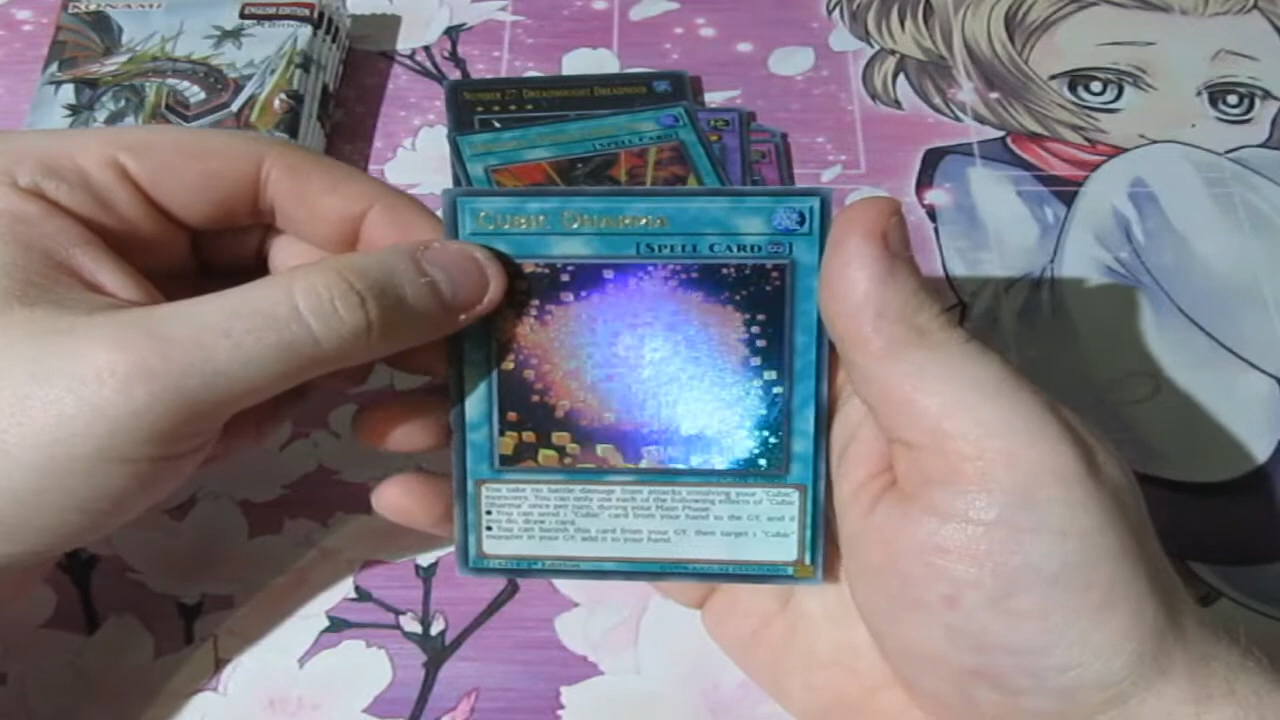 KONAMI
Edition
NUMBER 27: DREADNOUGHT DREADNOID
[SPELL CARD]
CUBIC DHARMA
[SPELL CARD]
You take no battle damage from attacks involving your "Cubic"
monsters. You can only use each of the following effects of "Cubic
Dharma" once per turn, during your Main Phase.
● You can send 1 "Cubic" card from your hand to the GY, and if
you do, draw 1 card.
● You can banish this card from your GY, then target 1 "Cubic"
monster in your GY; add it to your hand.
1st Edition